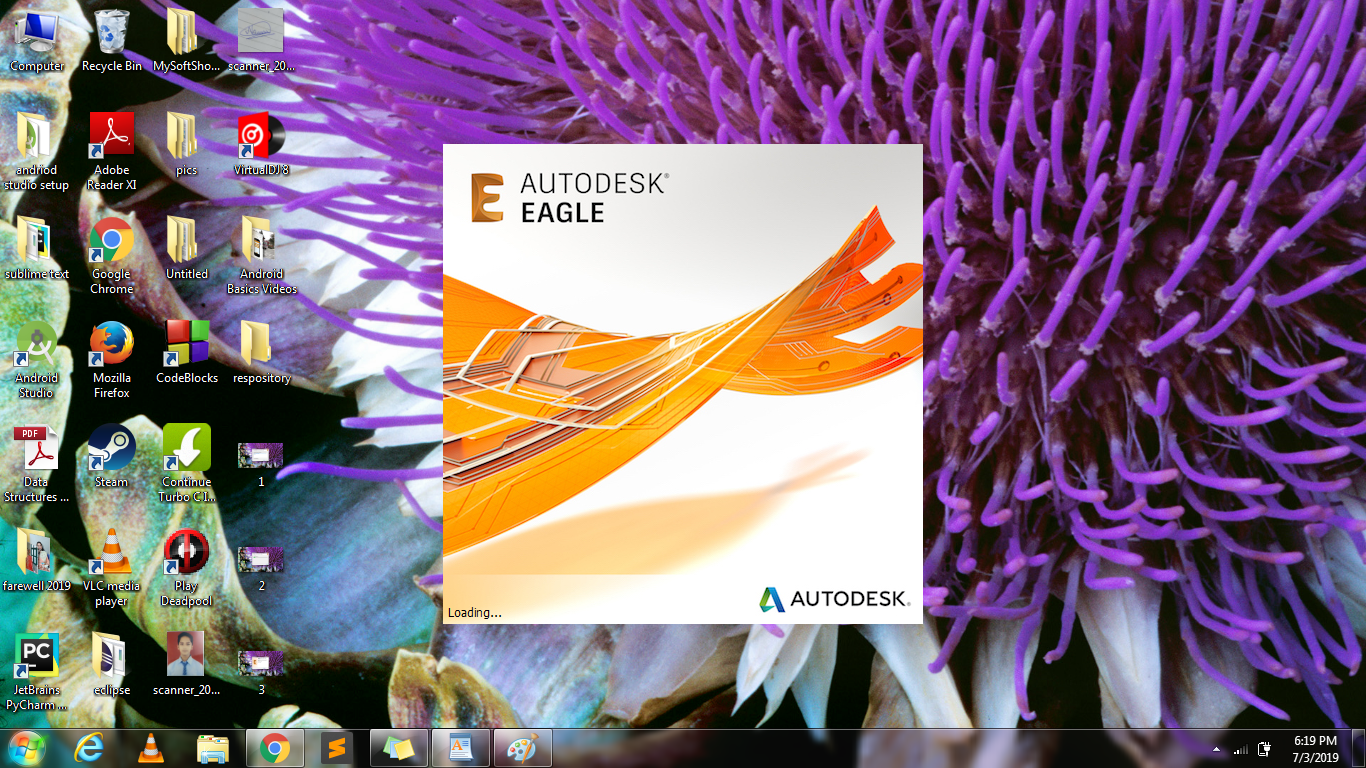 Computer
Recycle Bin
MySoftSho...
scanner_20...
andriod
studio setup
Adobe
Reader XI
pics
VirtualDJ 8
sublime text
Google
Chrome
Untitled
Android
Basics Videos
Android
Studio
Mozilla
Firefox
CodeBlocks
respository
PDF
Data
Structures ...
Steam
Continue
Turbo C I...
1
farewell 2019
VLC media
player
Play
Deadpool
2
PC
JetBrains
PyCharm ...
eclipse
scanner_20...
3
AUTODESK®
EAGLE
Loading...
AUTODESK®
6:19 PM
7/3/2019